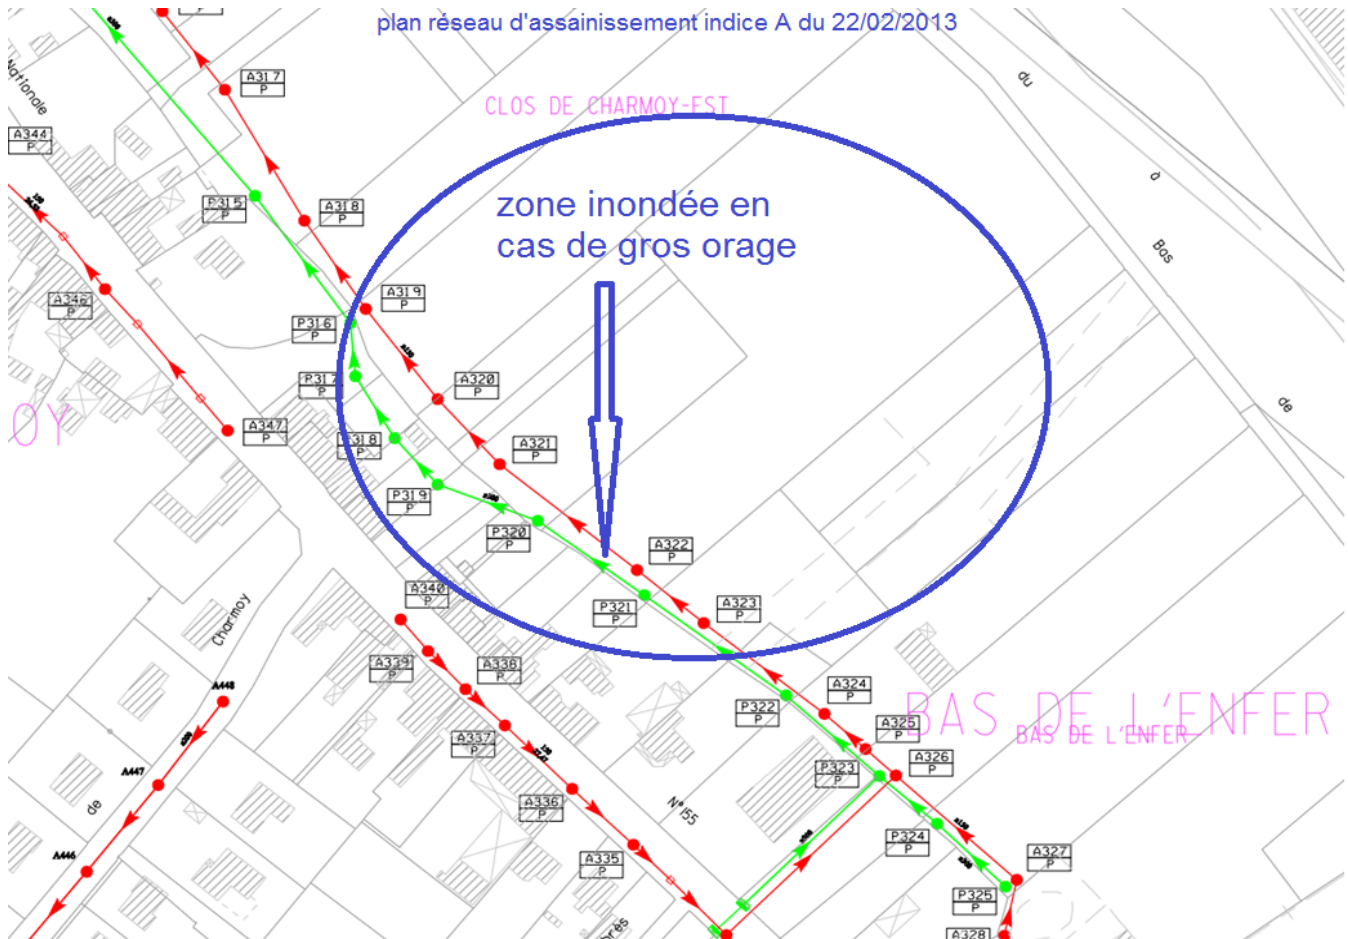 plan réseau d'assainissement indice A du 22/02/2013
P
Nationale
A317
P
CLOS DE CHARMOY-EST
du
A344
P
à
zone inondée en
cas de gros orage
P315
P
A318
P
Bas
A319
P
A346
P
P316
P
P317
P
A320
P
de
OY
A347
P
P318
P
A321
P
P319
P
P320
P
A322
P
A340
P
P321
P
A323
P
Charmoy
A339
P
A338
P
A448
P322
P
A324
P
BAS DE L'ENFER
BAS DE L'ENFER
A325
P
A337
P
A326
P
P323
P
A447
de
A336
P
N°155
P324
P
A446
A335
P
A327
P
P325
P
près
A328